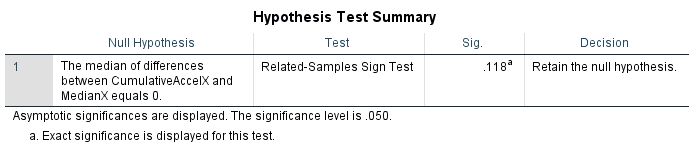 Hypothesis Test Summary
Null Hypothesis Test Sig. Decision
1 The median of differences Related-Samples Sign Test .118a Retain the null hypothesis.
between CumulativeAccelX and
MedianX equals 0.
Asymptotic significances are displayed. The significance level is .050.
a. Exact significance is displayed for this test.